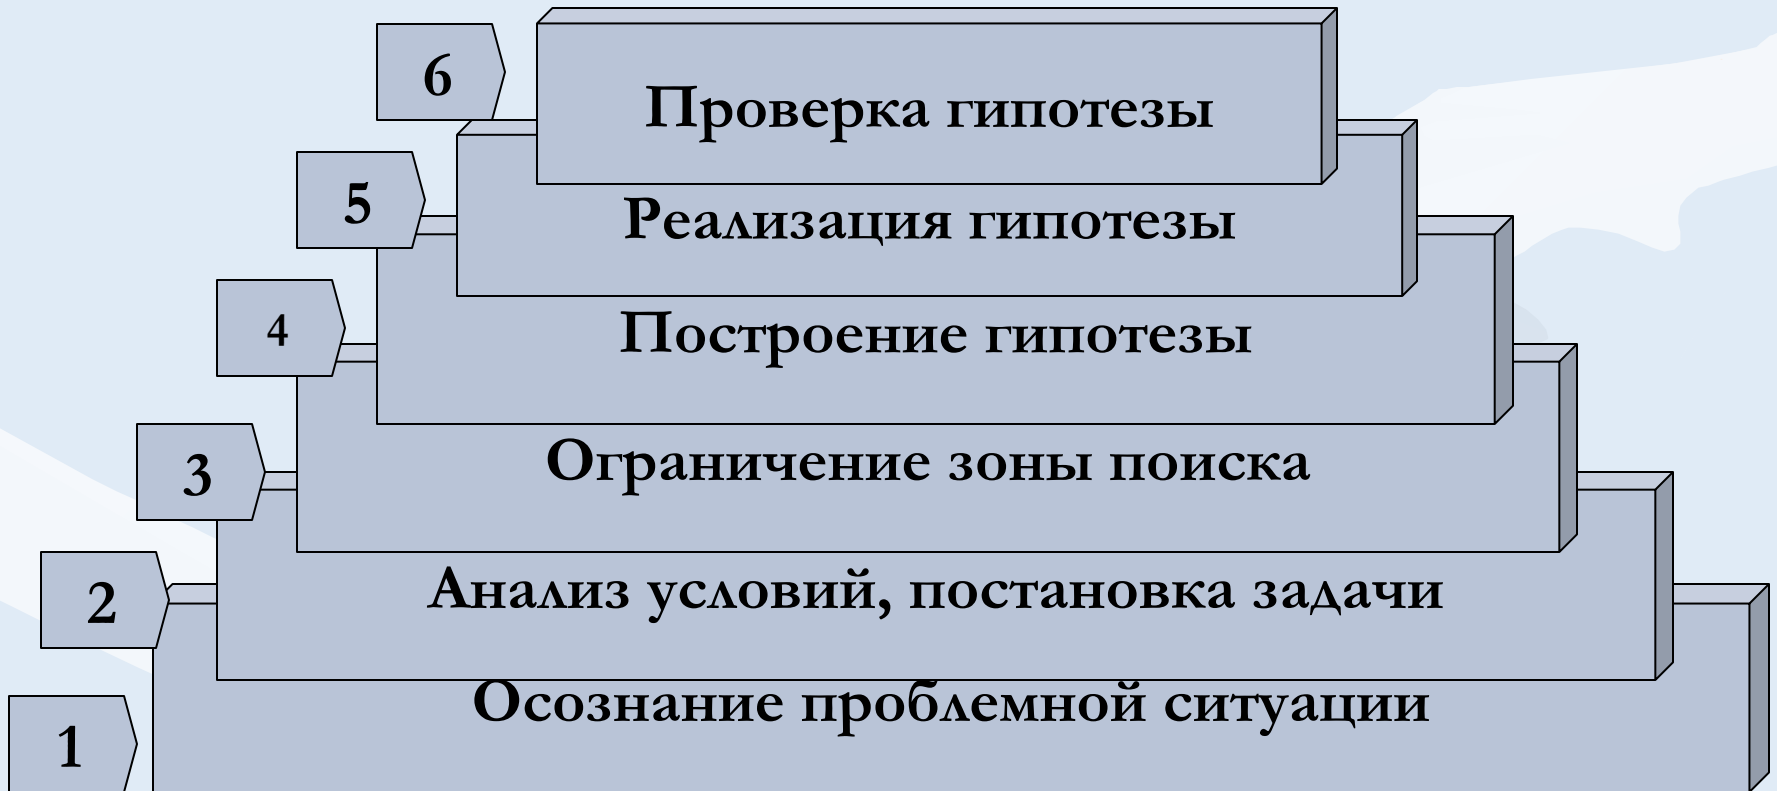 6
Проверка гипотезы
5
Реализация гипотезы
4
Построение гипотезы
3
Ограничение зоны поиска
2
Анализ условий, постановка задачи
1
Осознание проблемной ситуации